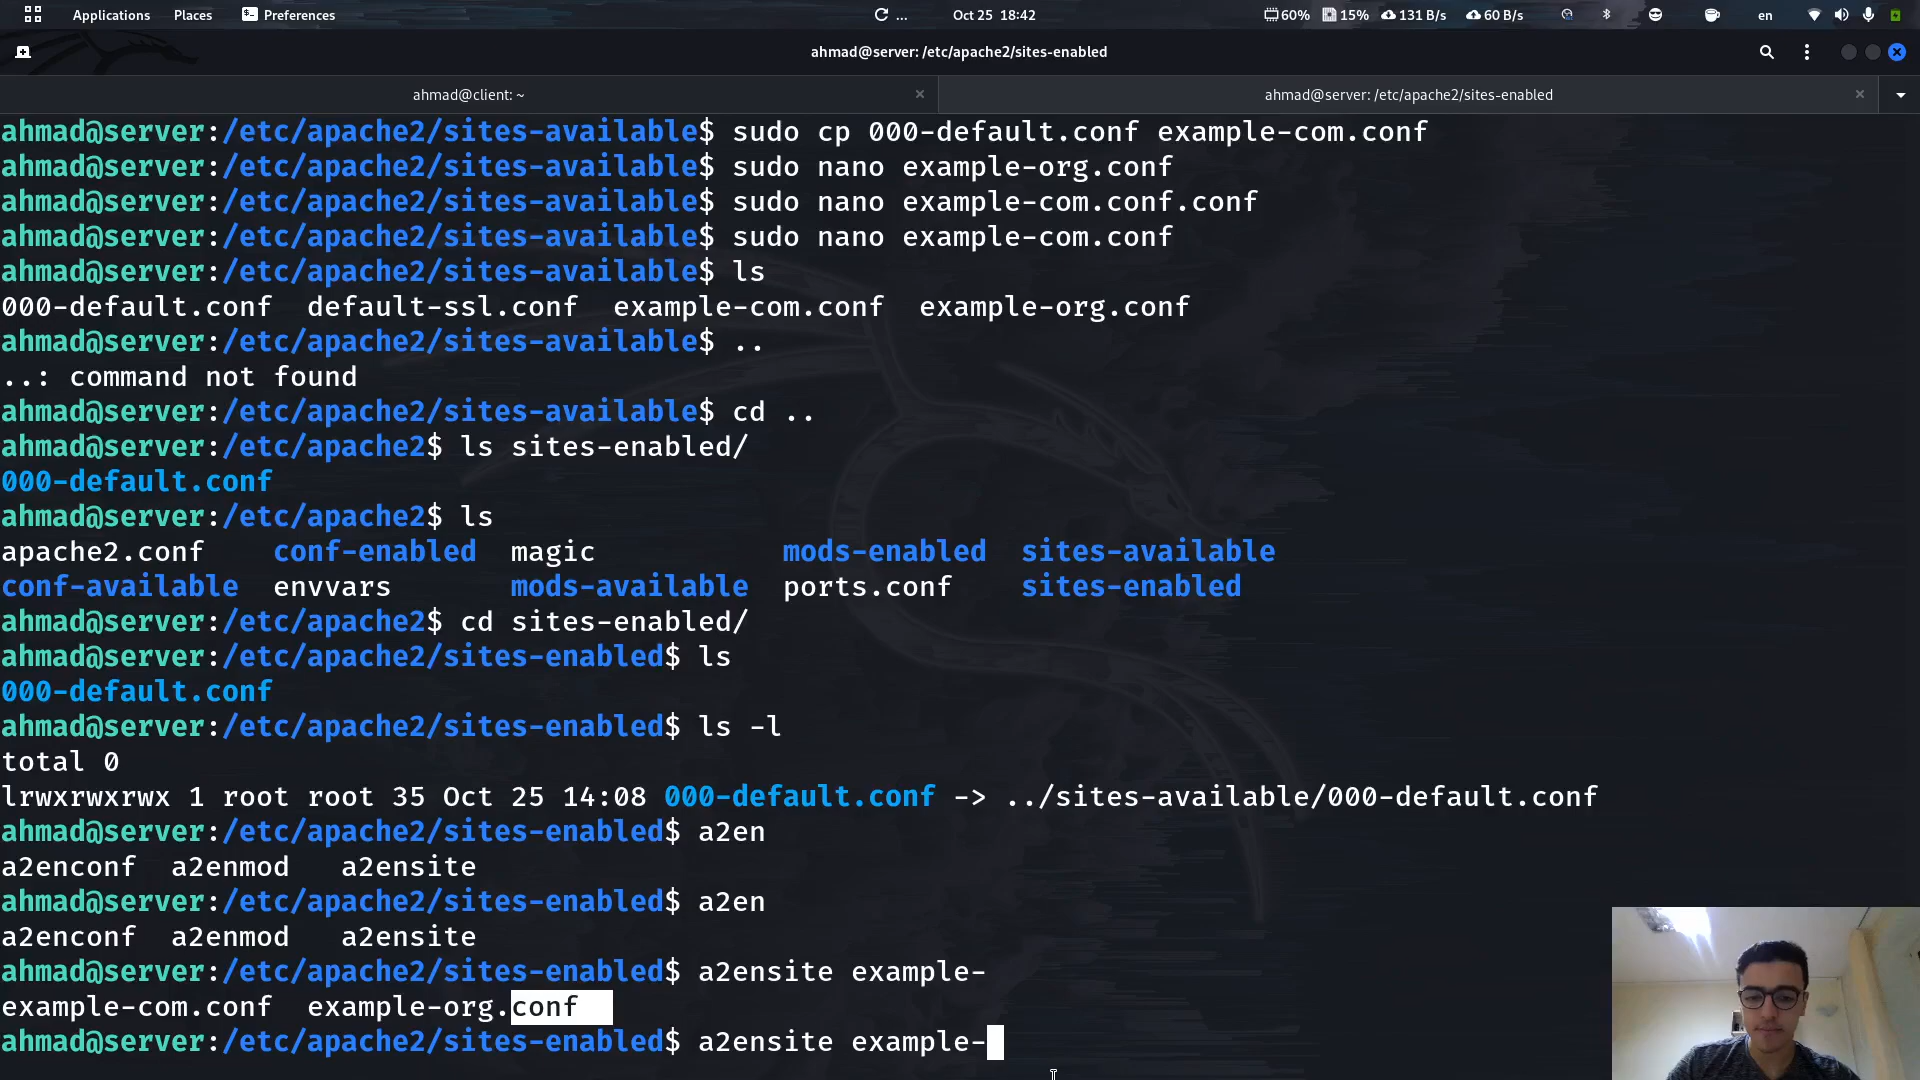 Applications Places Preferences ... Oct 25 18:42 60% 15% 131 B/s 60 B/s en
ahmad@server: /etc/apache2/sites-enabled
ahmad@client: ~ ahmad@server: /etc/apache2/sites-enabled
ahmad@server:/etc/apache2/sites-available$ sudo cp 000-default.conf example-com.conf
ahmad@server:/etc/apache2/sites-available$ sudo nano example-org.conf
ahmad@server:/etc/apache2/sites-available$ sudo nano example-com.conf.conf
ahmad@server:/etc/apache2/sites-available$ sudo nano example-com.conf
ahmad@server:/etc/apache2/sites-available$ ls
000-default.conf default-ssl.conf example-com.conf example-org.conf
ahmad@server:/etc/apache2/sites-available$ ..
..: command not found
ahmad@server:/etc/apache2/sites-available$ cd ..
ahmad@server:/etc/apache2$ ls sites-enabled/
000-default.conf
ahmad@server:/etc/apache2$ ls
apache2.conf conf-enabled magic mods-enabled sites-available
conf-available envvars mods-available ports.conf sites-enabled
ahmad@server:/etc/apache2$ cd sites-enabled/
ahmad@server:/etc/apache2/sites-enabled$ ls
000-default.conf
ahmad@server:/etc/apache2/sites-enabled$ ls -l
total 0
lrwxrwxrwx 1 root root 35 Oct 25 14:08 000-default.conf -> ../sites-available/000-default.conf
ahmad@server:/etc/apache2/sites-enabled$ a2en
a2enconf a2enmod a2ensite
ahmad@server:/etc/apache2/sites-enabled$ a2en
a2enconf a2enmod a2ensite
ahmad@server:/etc/apache2/sites-enabled$ a2ensite example-
example-com.conf example-org.conf
ahmad@server:/etc/apache2/sites-enabled$ a2ensite example-